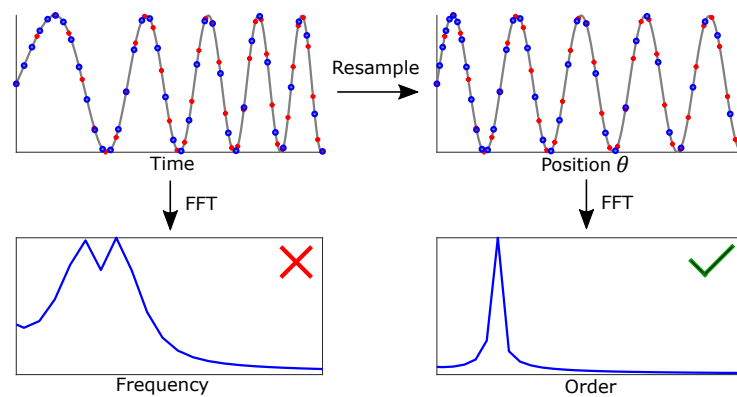 Resample
Time
Position θ
FFT
FFT
Frequency
Order